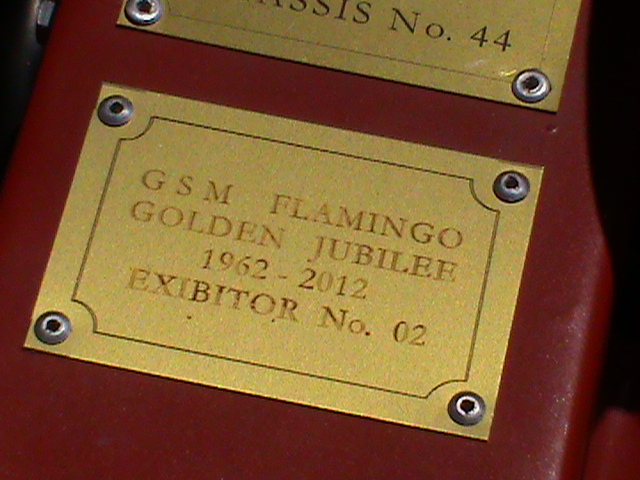 ASSIS No. 44
GSM FLAMINGO
GOLDEN JUBILEE
1962 - 2012
EXIBITOR No. 02